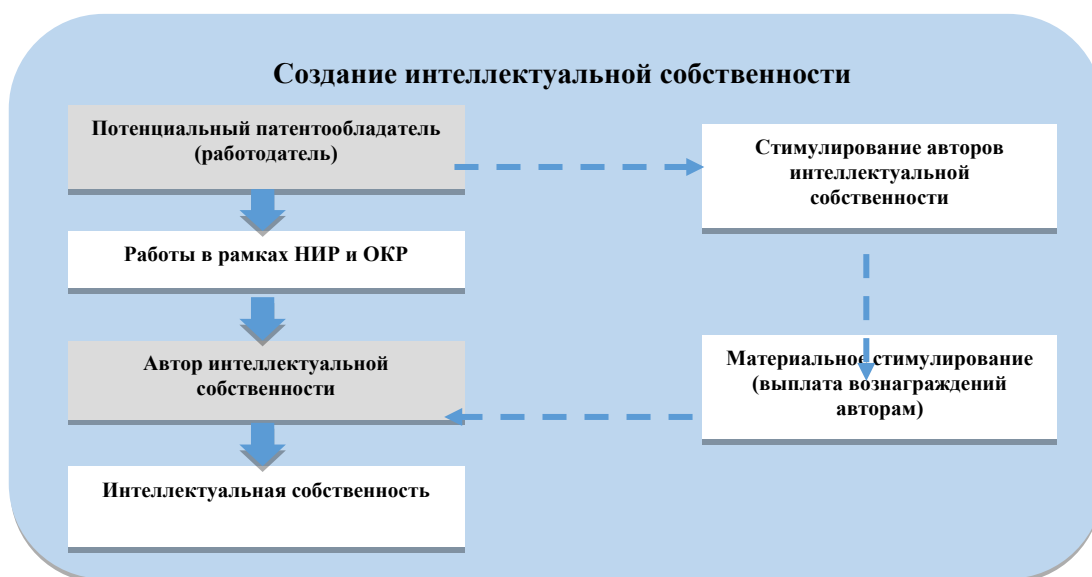 Создание интеллектуальной собственности
Потенциальный патентообладатель
(работодатель)
Стимулирование авторов
интеллектуальной
собственности
Работы в рамках НИР и ОКР
Автор интеллектуальной
собственности
Материальное стимулирование
(выплата вознаграждений
авторам)
Интеллектуальная собственность